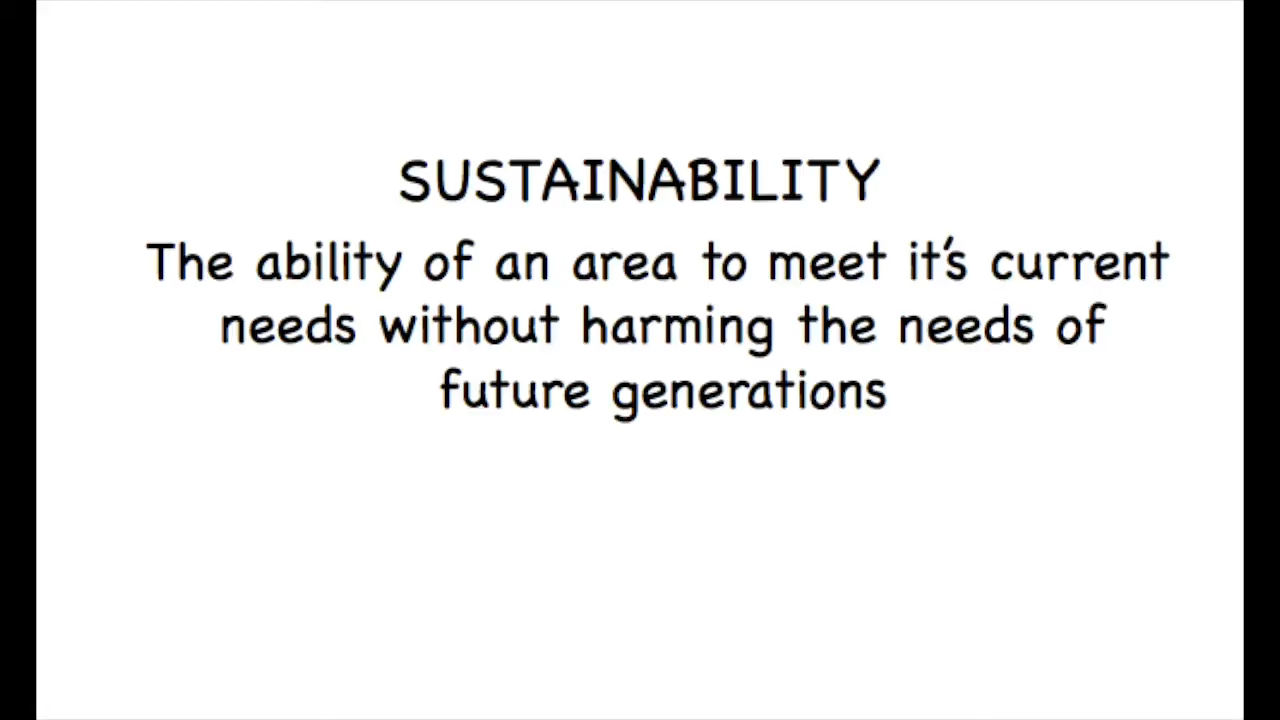 SUSTAINABILITY
The ability of an area to meet it's current
needs without harming the needs of
future generations